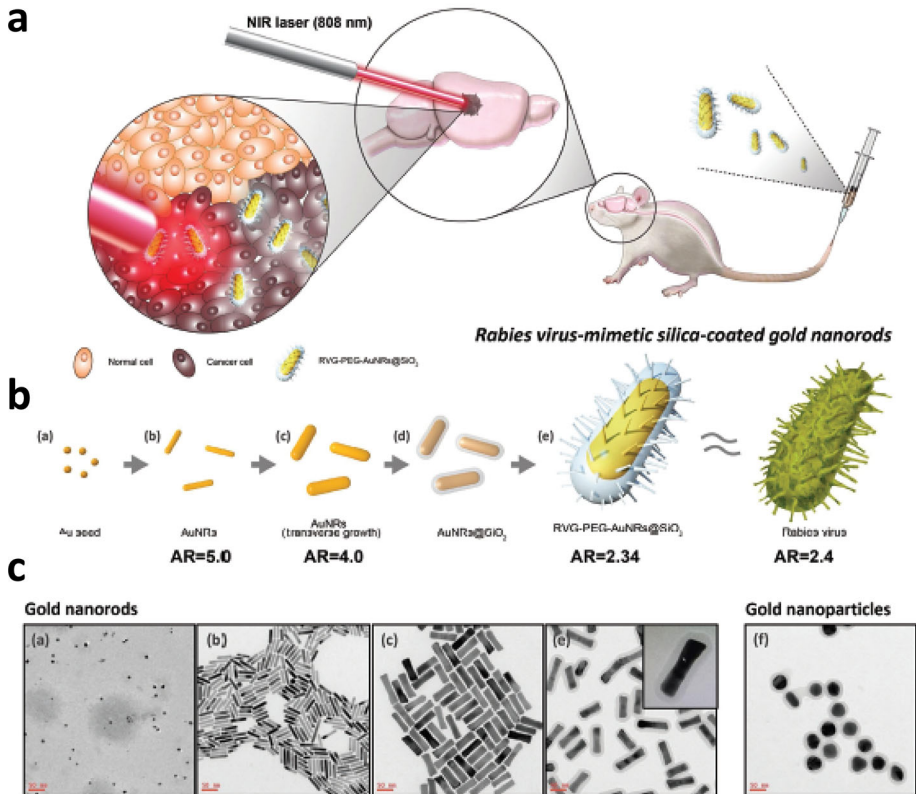 a
NIR laser (808 nm)
Normal cell
Cancer cell
RVG-PEG-AuNRs@SiO₂
Rabies virus-mimetic silica-coated gold nanorods
b
(a)
(b)
(c)
(d)
(e)
Au seed
AuNRs
AuNRs
(transverse growth)
AuNRs@SiO₂
RVG-PEG-AuNRs@SiO₂
Rabies virus
AR=5.0
AR=4.0
AR=2.34
AR=2.4
c
Gold nanorods
Gold nanoparticles
(a)
(b)
(c)
(e)
(f)